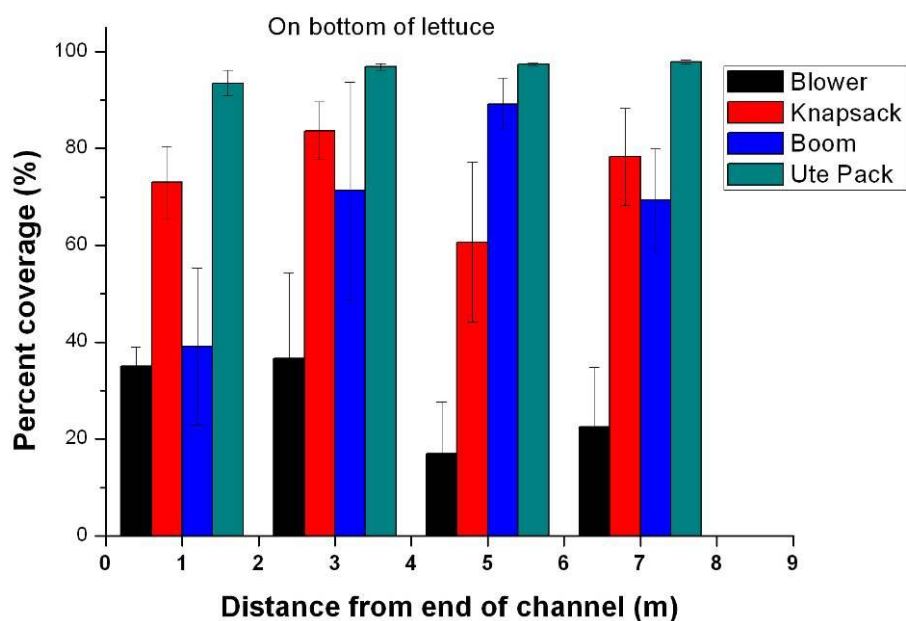 On bottom of lettuce
100
80
60
40
20
0
Percent coverage (%)
Blower
Knapsack
Boom
Ute Pack
0 1 2 3 4 5 6 7 8 9
Distance from end of channel (m)